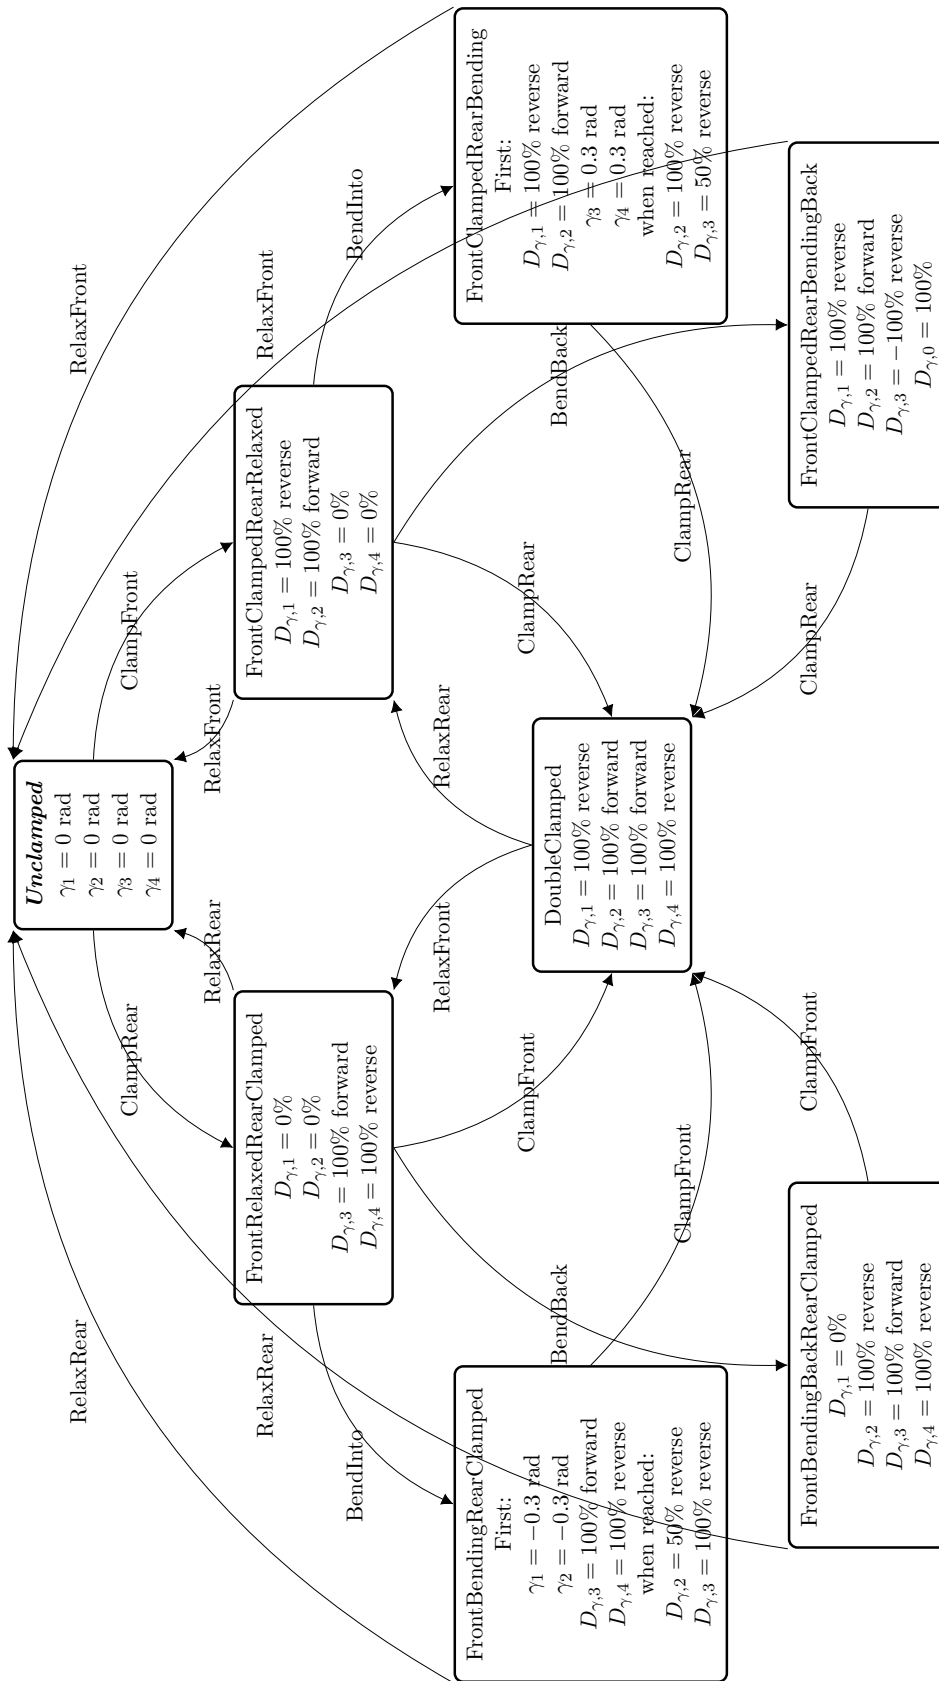 Unclamped
γ1 = 0 rad
γ2 = 0 rad
γ3 = 0 rad
γ4 = 0 rad
RelaxRear
RelaxFront
ClampRear
ClampFront
RelaxRear
RelaxFront
RelaxRear
RelaxFront
FrontRelaxedRearClamped
Dγ,1 = 0%
Dγ,2 = 0%
Dγ,3 = 100% forward
Dγ,4 = 100% reverse
FrontClampedRearRelaxed
Dγ,1 = 100% reverse
Dγ,2 = 100% forward
Dγ,3 = 0%
Dγ,4 = 0%
BendInto
RelaxFront
RelaxRear
BendInto
FrontBendingRearClamped
First:
γ1 = −0.3 rad
γ2 = −0.3 rad
Dγ,3 = 100% forward
Dγ,4 = 100% reverse
when reached:
Dγ,2 = 50% reverse
Dγ,3 = 100% reverse
BendBack
ClampFront
ClampFront
DoubleClamped
Dγ,1 = 100% reverse
Dγ,2 = 100% forward
Dγ,3 = 100% forward
Dγ,4 = 100% reverse
ClampRear
BendBack
ClampRear
FrontClampedRearBending
First:
Dγ,1 = 100% reverse
Dγ,2 = 100% forward
γ3 = 0.3 rad
γ4 = 0.3 rad
when reached:
Dγ,2 = 100% reverse
Dγ,3 = 50% reverse
FrontBendingBackRearClamped
Dγ,1 = 0%
Dγ,2 = 100% reverse
Dγ,3 = 100% forward
Dγ,4 = 100% reverse
ClampFront
ClampRear
FrontClampedRearBendingBack
Dγ,1 = 100% reverse
Dγ,2 = 100% forward
Dγ,3 = −100% reverse
Dγ,0 = 100%